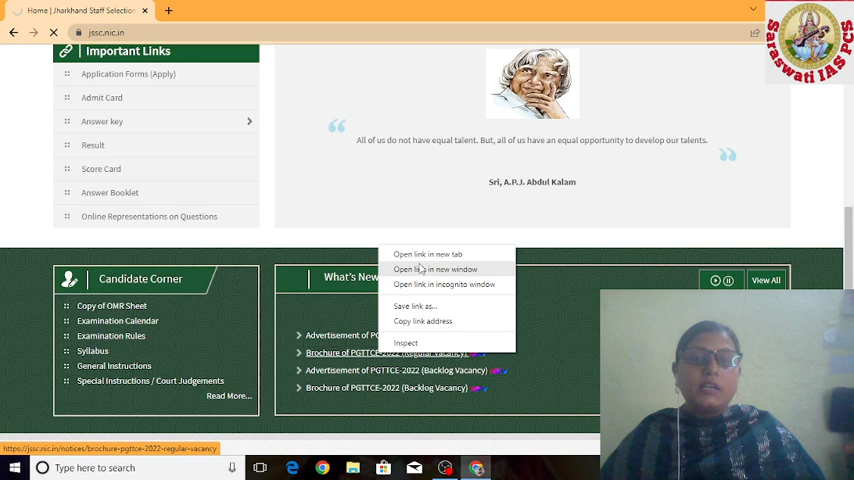 Home | Jharkhand Staff Selection
jssc.nic.in
Saraswati IAS PCS
Important Links
Application Forms (Apply)
Admit Card
Answer key
Result
Score Card
Answer Booklet
Online Representations on Questions
All of us do not have equal talent. But, all of us have an equal opportunity to develop our talents.
Sri, A.P.J. Abdul Kalam
Open link in new tab
Open link in new window
Open link in incognito window
Save link as...
Copy link address
Inspect
Candidate Corner
Copy of OMR Sheet
Examination Calendar
Examination Rules
Syllabus
General Instructions
Special Instructions / Court Judgements
Read More...
What's New
View All
Advertisement of
Brochure of PGTTCE-2022 (Regular Vacancy)
Advertisement of PGTTCE-2022 (Backlog Vacancy)
Brochure of PGTTCE-2022 (Backlog Vacancy)
https://jssc.nic.in/notices/brochure-pgttce-2022-regular-vacancy
Type here to search